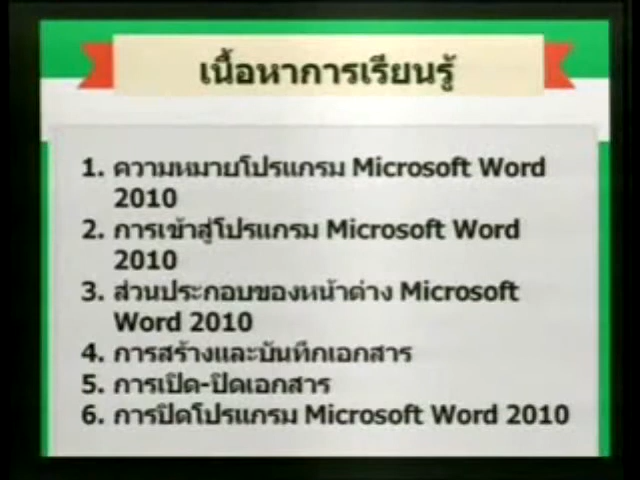 เนื้อหาการเรียนรู้
1. ความหมายโปรแกรม Microsoft Word
2010
2. การเข้าสู่โปรแกรม Microsoft Word
2010
3. ส่วนประกอบของหน้าต่าง Microsoft
Word 2010
4. การสร้างและบันทึกเอกสาร
5. การเปิด-ปิดเอกสาร
6. การปิดโปรแกรม Microsoft Word 2010